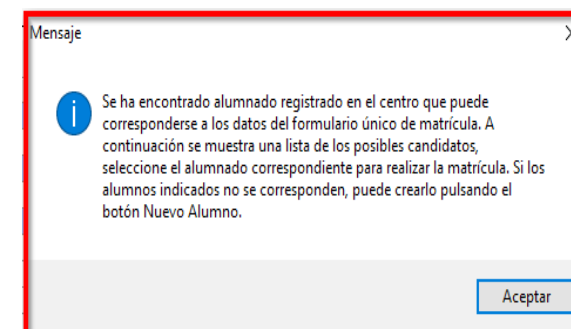 Mensaje
Se ha encontrado alumnado registrado en el centro que puede
corresponderse a los datos del formulario único de matrícula. A
continuación se muestra una lista de los posibles candidatos,
seleccione el alumnado correspondiente para realizar la matrícula. Si los
alumnos indicados no se corresponden, puede crearlo pulsando el
botón Nuevo Alumno.
Aceptar